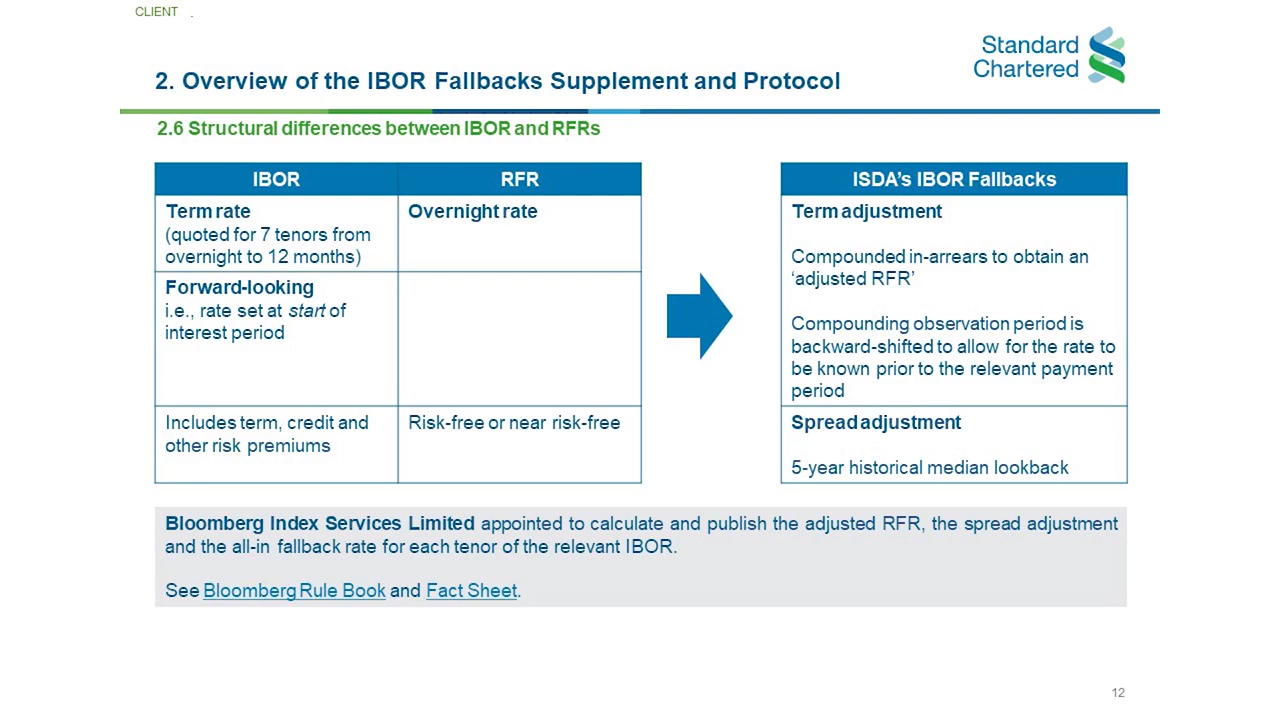 CLIENT .
Standard
Chartered
2. Overview of the IBOR Fallbacks Supplement and Protocol
2.6 Structural differences between IBOR and RFRs
IBOR
RFR
Term rate
(quoted for 7 tenors from
overnight to 12 months)
Overnight rate
Forward-looking
i.e., rate set at start of
interest period
Includes term, credit and
other risk premiums
Risk-free or near risk-free
ISDA’s IBOR Fallbacks
Term adjustment
Compounded in-arrears to obtain an
‘adjusted RFR’
Compounding observation period is
backward-shifted to allow for the rate to
be known prior to the relevant payment
period
Spread adjustment
5-year historical median lookback
Bloomberg Index Services Limited appointed to calculate and publish the adjusted RFR, the spread adjustment
and the all-in fallback rate for each tenor of the relevant IBOR.
See Bloomberg Rule Book and Fact Sheet.
12